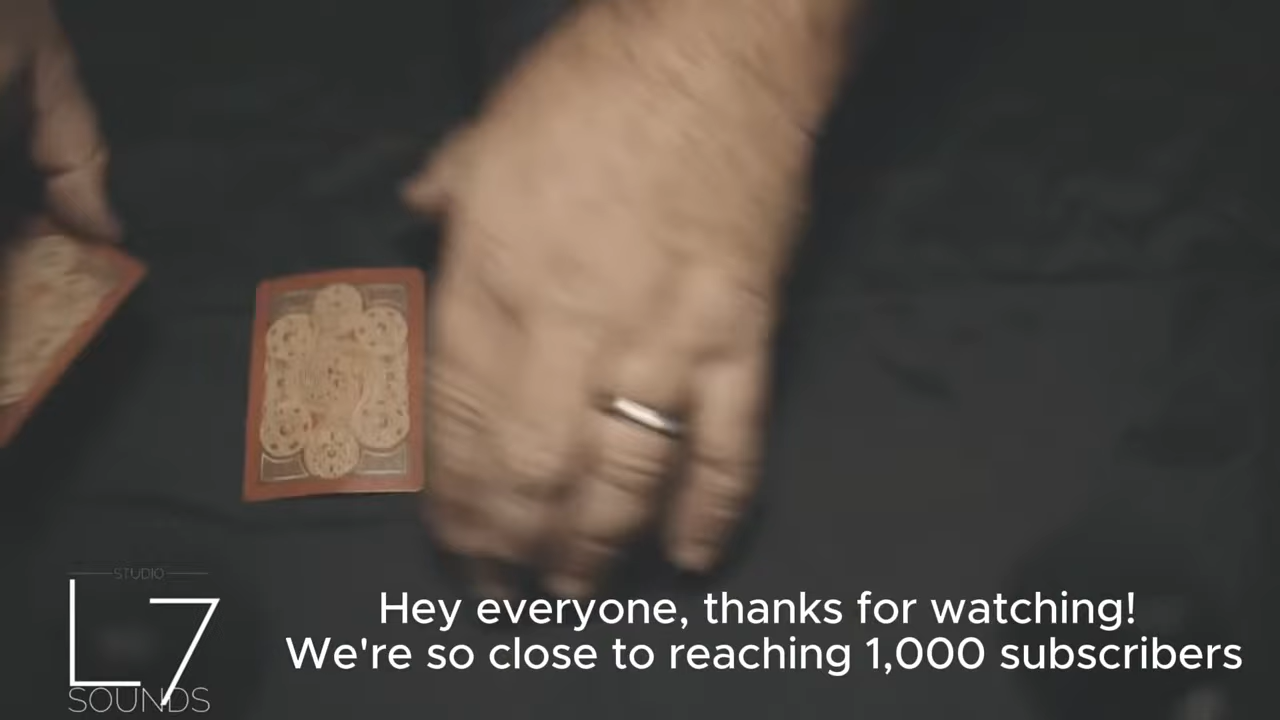 STUDIO
L7
SOUNDS
Hey everyone, thanks for watching!
We're so close to reaching 1,000 subscribers